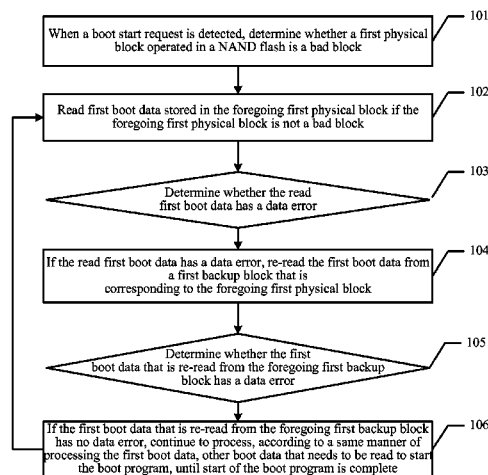 101
When a boot start request is detected, determine whether a first physical
block operated in a NAND flash is a bad block
102
Read first boot data stored in the foregoing first physical block if the
foregoing first physical block is not a bad block
103
Determine whether the read
first boot data has a data error
104
If the read first boot data has a data error, re-read the first boot data from
a first backup block that is
corresponding to the foregoing first physical block
105
Determine whether the first
boot data that is re-read from the foregoing first backup
block has a data error
106
If the first boot data that is re-read from the foregoing first backup block
has no data error, continue to process, according to a same manner of
processing the first boot data, other boot data that needs to be read to start
the boot program, until start of the boot program is complete